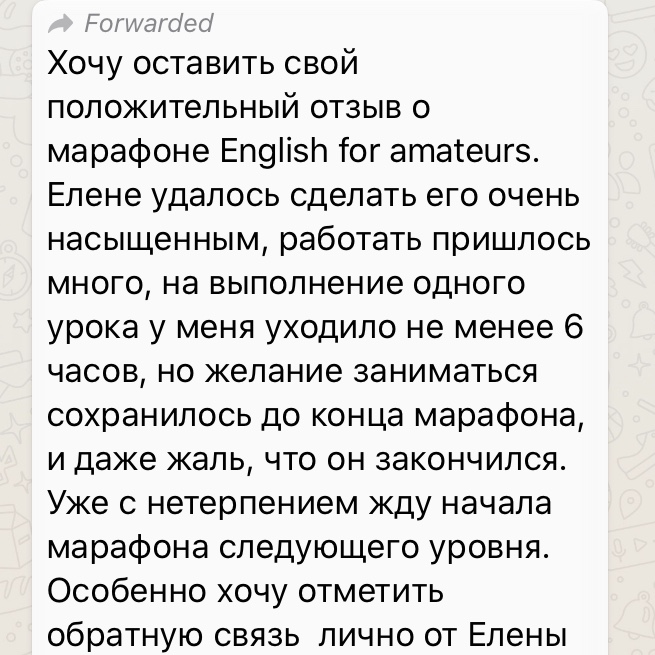 Forwarded
Хочу оставить свой
положительный отзыв о
марафоне English for amateurs.
Елене удалось сделать его очень
насыщенным, работать пришлось
много, на выполнение одного
урока у меня уходило не менее 6
часов, но желание заниматься
сохранилось до конца марафона,
и даже жаль, что он закончился.
Уже с нетерпением жду начала
марафона следующего уровня.
Особенно хочу отметить
обратную связь  лично от Елены